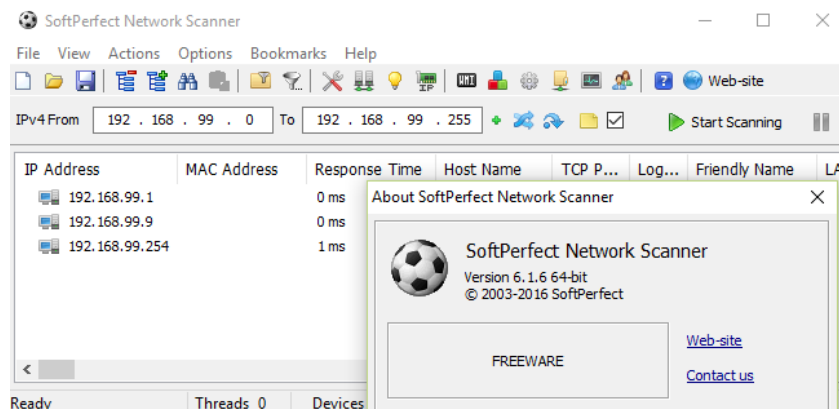 SoftPerfect Network Scanner
File View Actions Options Bookmarks Help
WMI IP ? Web-site
IPv4 From 192 . 168 . 99 . 0 To 192 . 168 . 99 . 255 Start Scanning
IP Address MAC Address Response Time Host Name TCP P... Log... Friendly Name LA
192.168.99.1 0 ms
192.168.99.9 0 ms
192.168.99.254 1 ms
About SoftPerfect Network Scanner
SoftPerfect Network Scanner
Version 6.1.6 64-bit
© 2003-2016 SoftPerfect
FREEWARE
Web-site
Contact us
Ready Threads 0 Devices